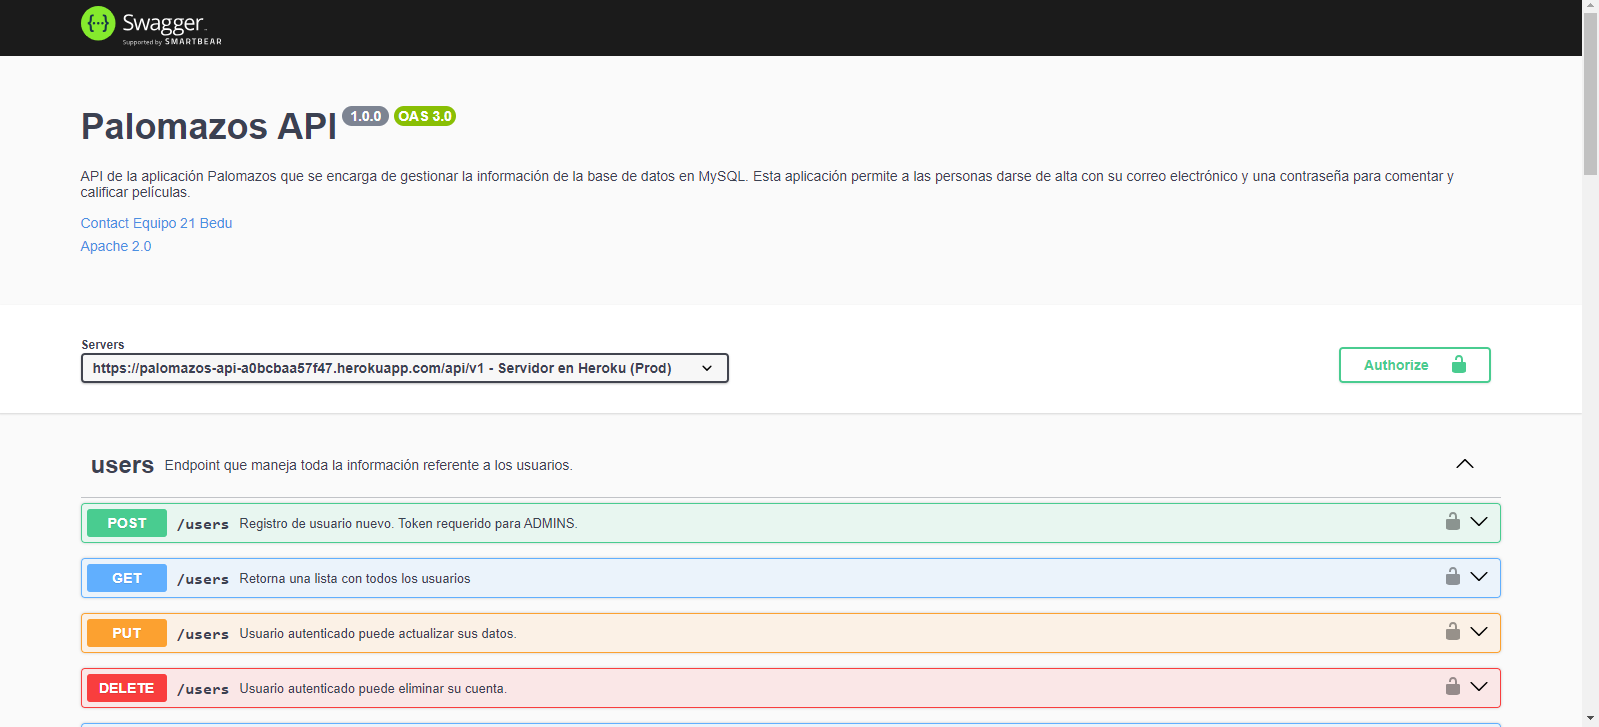 Swagger
Supported by SMARTBEAR
Palomazos API 1.0.0 OAS 3.0
API de la aplicación Palomazos que se encarga de gestionar la información de la base de datos en MySQL. Esta aplicación permite a las personas darse de alta con su correo electrónico y una contraseña para comentar y
calificar películas.
Contact Equipo 21 Bedu
Apache 2.0
Servers
https://palomazos-api-a0bcbaa57f47.herokuapp.com/api/v1 - Servidor en Heroku (Prod)
Authorize
users Endpoint que maneja toda la información referente a los usuarios.
POST /users Registro de usuario nuevo. Token requerido para ADMINS.
GET /users Retorna una lista con todos los usuarios
PUT /users Usuario autenticado puede actualizar sus datos.
DELETE /users Usuario autenticado puede eliminar su cuenta.